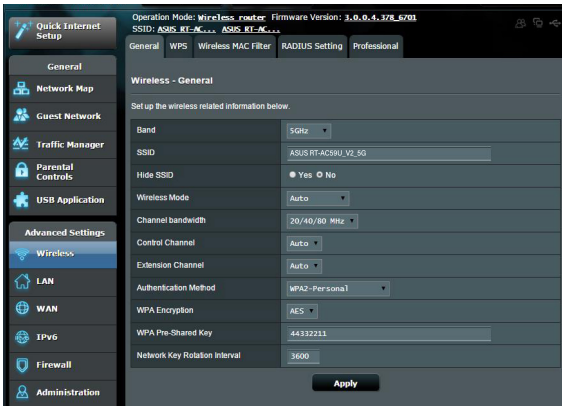 Operation Mode: Wireless router Firmware Version: 3.0.0.4.378_6701
SSID: ASUS RT-AC... ASUS RT-AC...
Quick Internet
Setup
General
Network Map
Guest Network
Traffic Manager
Parental
Controls
USB Application
Advanced Settings
Wireless
LAN
WAN
IPv6
Firewall
Administration
General WPS Wireless MAC Filter RADIUS Setting Professional
Wireless - General
Set up the wireless related information below.
Band 5GHz
SSID ASUS RT-AC59U_V2_5G
Hide SSID Yes No
Wireless Mode Auto
Channel bandwidth 20/40/80 MHz
Control Channel Auto
Extension Channel Auto
Authentication Method WPA2-Personal
WPA Encryption AES
WPA Pre-Shared Key 44332211
Network Key Rotation Interval 3600
Apply